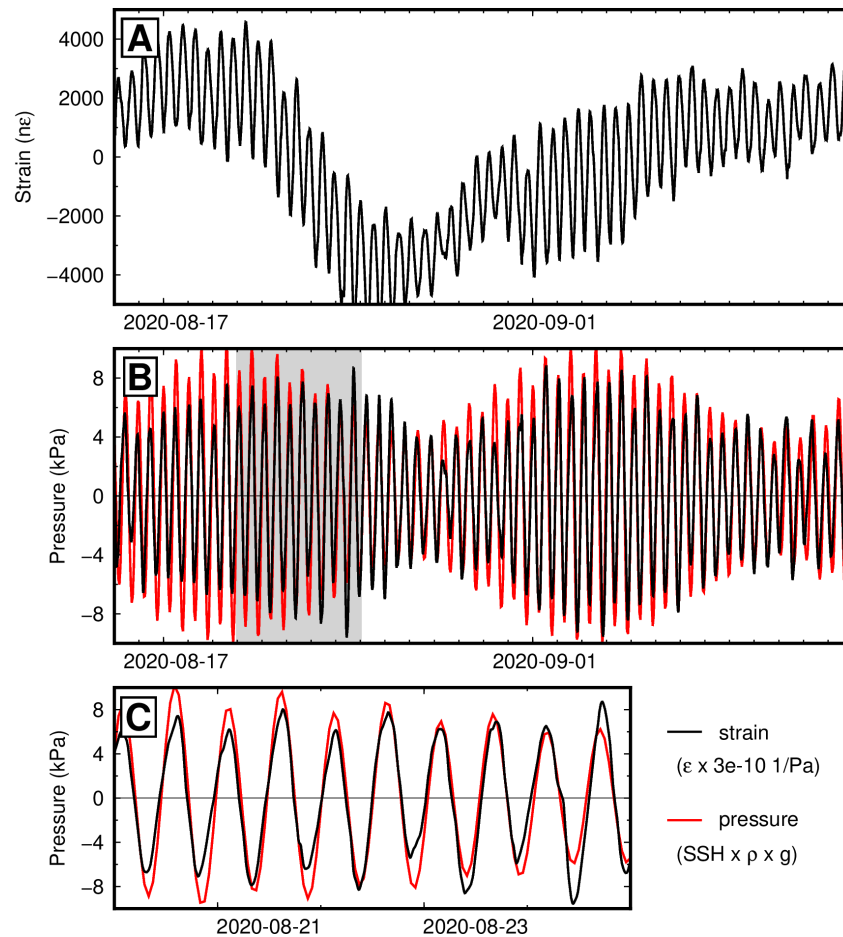 A
4000
2000
0
−2000
−4000
Strain (nε)
2020-08-17 2020-09-01
B
8
4
0
−4
−8
Pressure (kPa)
2020-08-17 2020-09-01
C
8
4
0
−4
−8
Pressure (kPa)
2020-08-21 2020-08-23
strain
(ε x 3e-10 1/Pa)
pressure
(SSH x ρ x g)